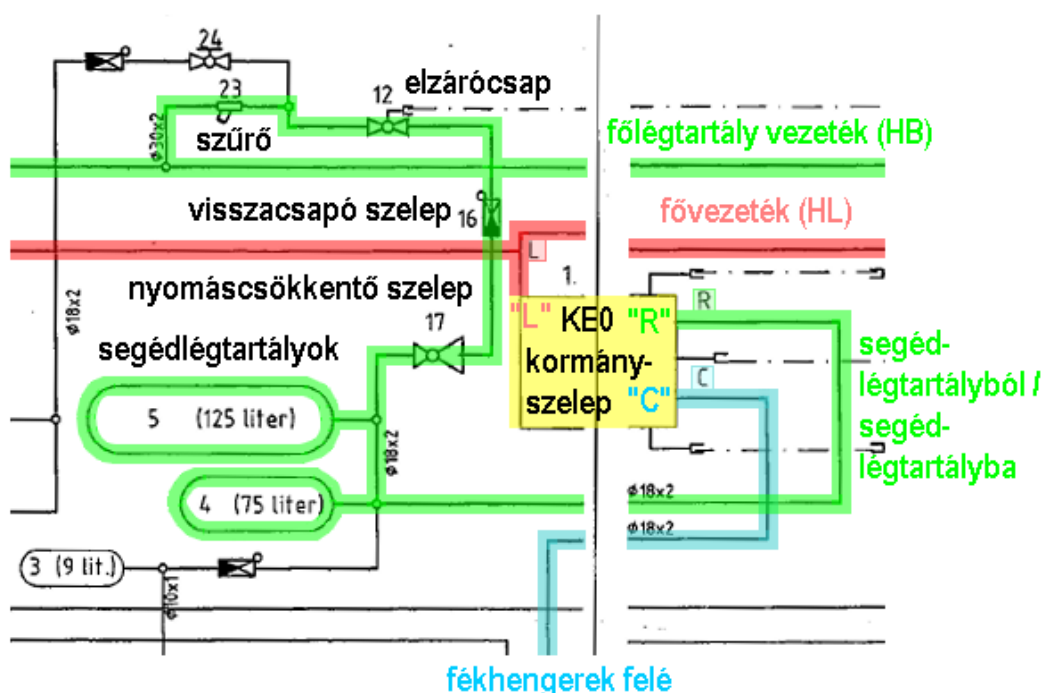 24
23
12
elzárócsap
szűrő
ø30x2
főlégtartály vezeték (HB)
visszacsapó szelep
16
fővezeték (HL)
L
1.
nyomáscsökkentő szelep
ø18x2
17
"L" KE0 "R"
R
kormány-
szelep "C"
C
segédlégtartályok
segéd-
légtartályból /
segéd-
légtartályba
5 (125 liter)
ø18x2
4 (75 liter)
ø18x2
ø18x2
3 (9 lit.)
ø10x1
fékhengerek felé